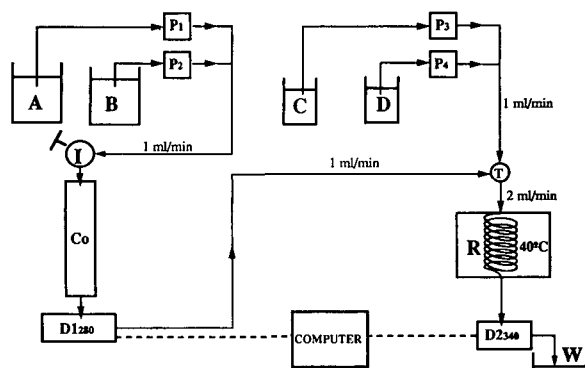 P1
P3
A
B
P2
C
D
P4
1 ml/min
I
1 ml/min
1 ml/min
T
2 ml/min
Co
R
40ºC
D1280
COMPUTER
D2340
W